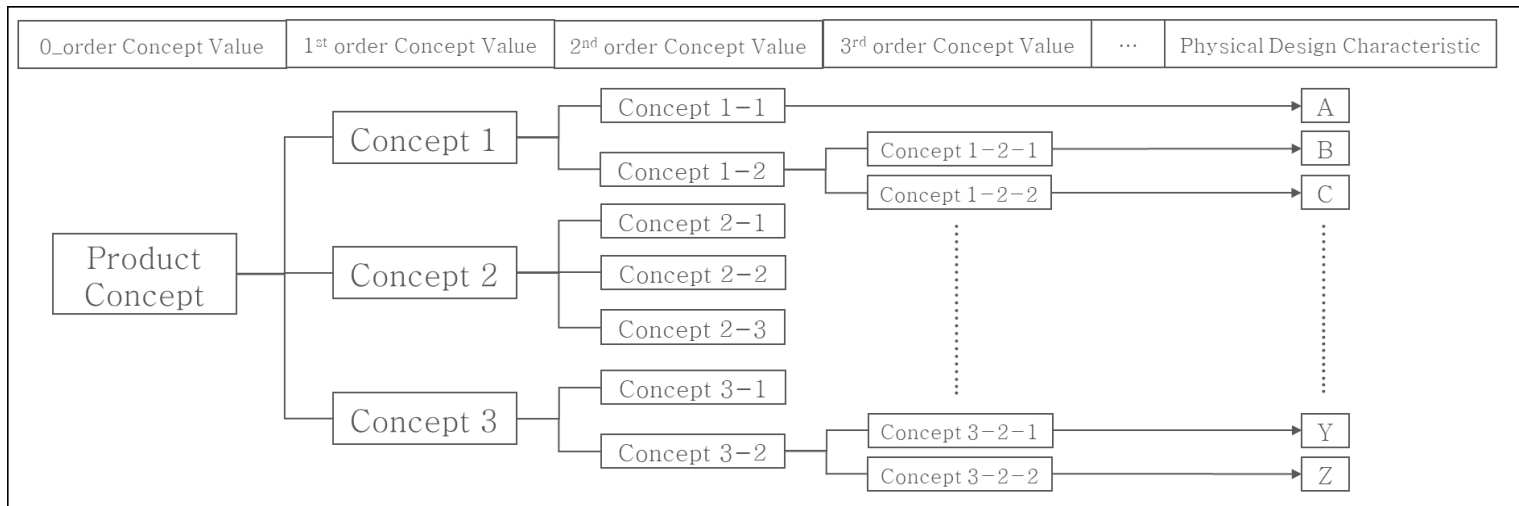 0_order Concept Value
1st order Concept Value
2nd order Concept Value
3rd order Concept Value
...
Physical Design Characteristic
Product
Concept
Concept 1
Concept 2
Concept 3
Concept 1-1
Concept 1-2
Concept 2-1
Concept 2-2
Concept 2-3
Concept 3-1
Concept 3-2
Concept 1-2-1
Concept 1-2-2
Concept 3-2-1
Concept 3-2-2
A
B
C
Y
Z